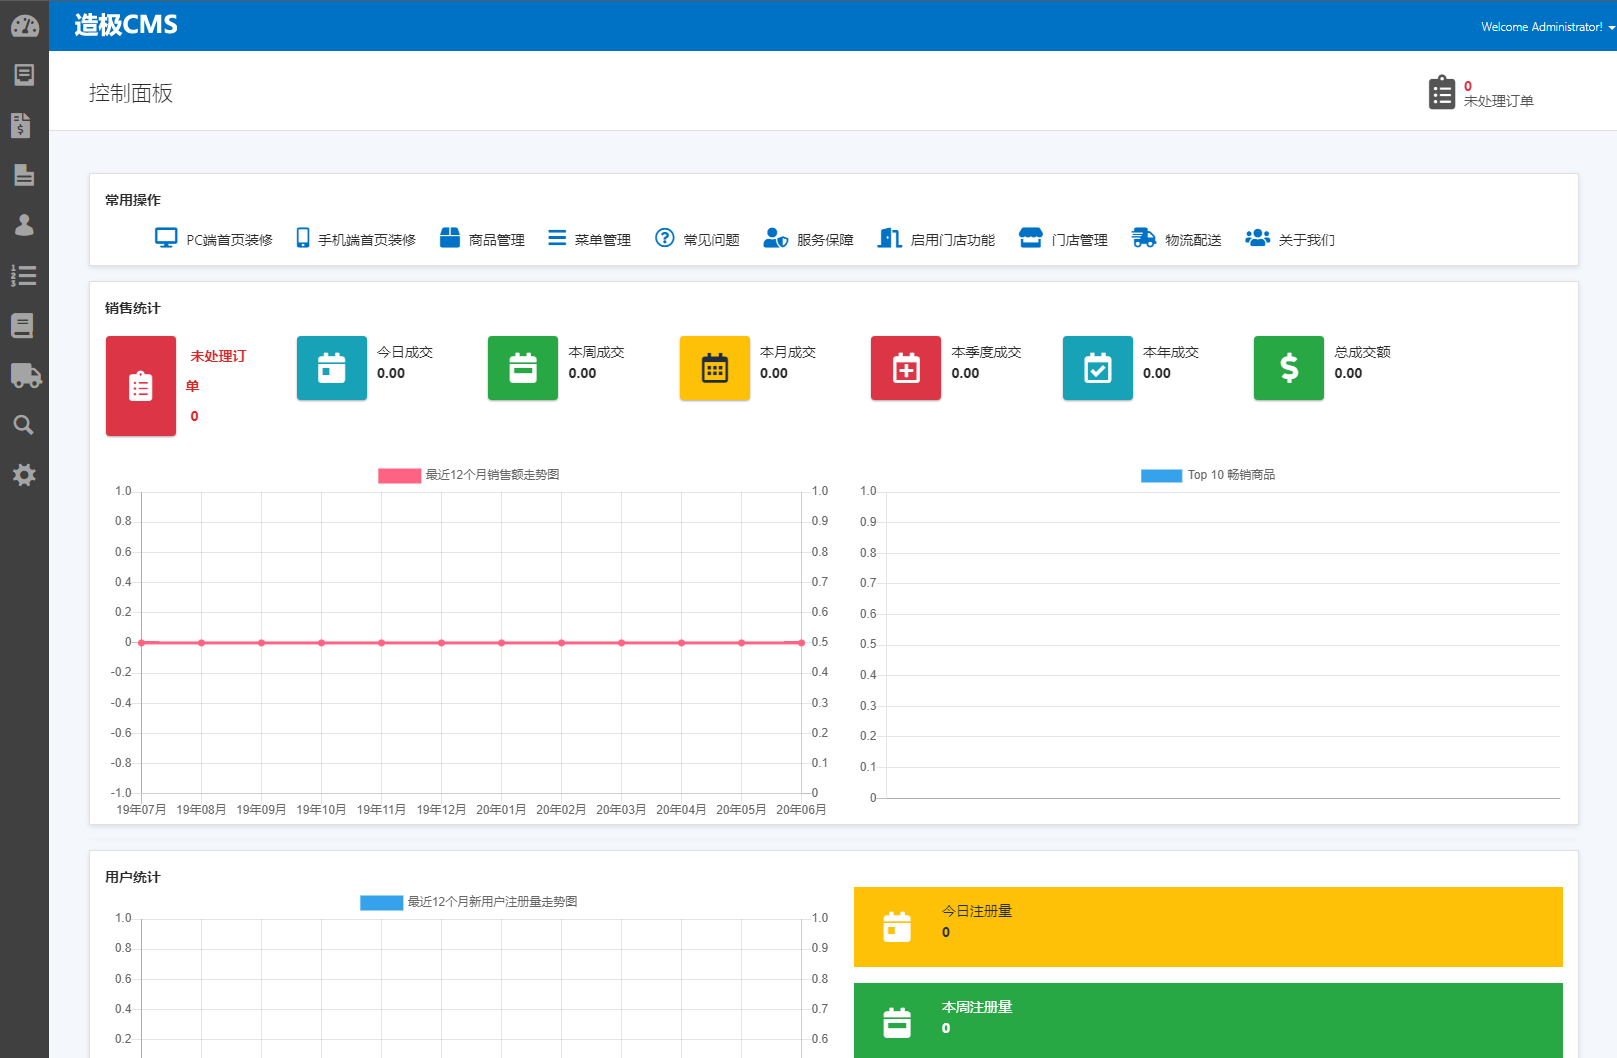 造极CMS
Welcome Administrator!
控制面板
0
未处理订单
常用操作
PC端首页装修 手机端首页装修 商品管理 菜单管理 常见问题 服务保障 启用门店功能 门店管理 物流配送 关于我们
销售统计
未处理订
单
0
今日成交
0.00
本周成交
0.00
本月成交
0.00
本季度成交
0.00
本年成交
0.00
总成交额
0.00
最近12个月销售额走势图
1.0
0.8
0.6
0.4
0.2
0
-0.2
-0.4
-0.6
-0.8
-1.0
1.0
0.9
0.8
0.7
0.6
0.5
0.4
0.3
0.2
0.1
0
19年07月 19年08月 19年09月 19年10月 19年11月 19年12月 20年01月 20年02月 20年03月 20年04月 20年05月 20年06月
Top 10 畅销商品
1.0
0.9
0.8
0.7
0.6
0.5
0.4
0.3
0.2
0.1
0
用户统计
最近12个月新用户注册量走势图
1.0
0.8
0.6
0.4
0.2
1.0
0.9
0.8
0.7
0.6
今日注册量
0
本周注册量
0